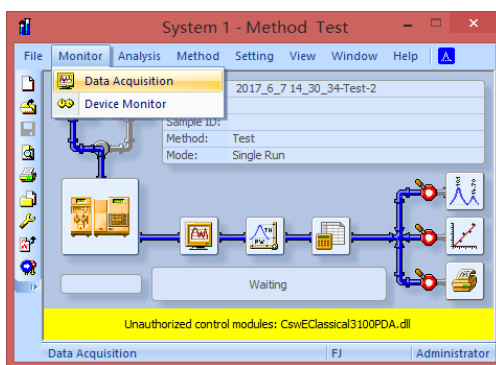 System 1 - Method Test
File Monitor Analysis Method Setting View Window Help
Data Acquisition
Device Monitor
2017_6_7 14_30_34-Test-2
Sample ID:
Method: Test
Mode: Single Run
Waiting
Unauthorized control modules: CswEClassical3100PDA.dll
Data Acquisition FJ Administrator